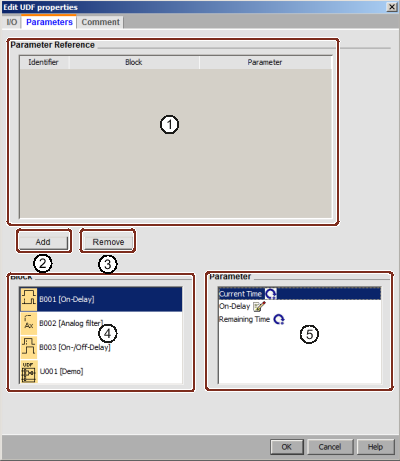 Edit UDF properties
I/O Parameters Comment
Parameter Reference
Identifier Block Parameter
1
Add Remove
2 3
Block Parameter
B001 [On-Delay]
Ax B002 [Analog filter]
B003 [On-/Off-Delay]
UDF U001 [Demo]
4
Current Time
On-Delay
Remaining Time
5
OK Cancel Help